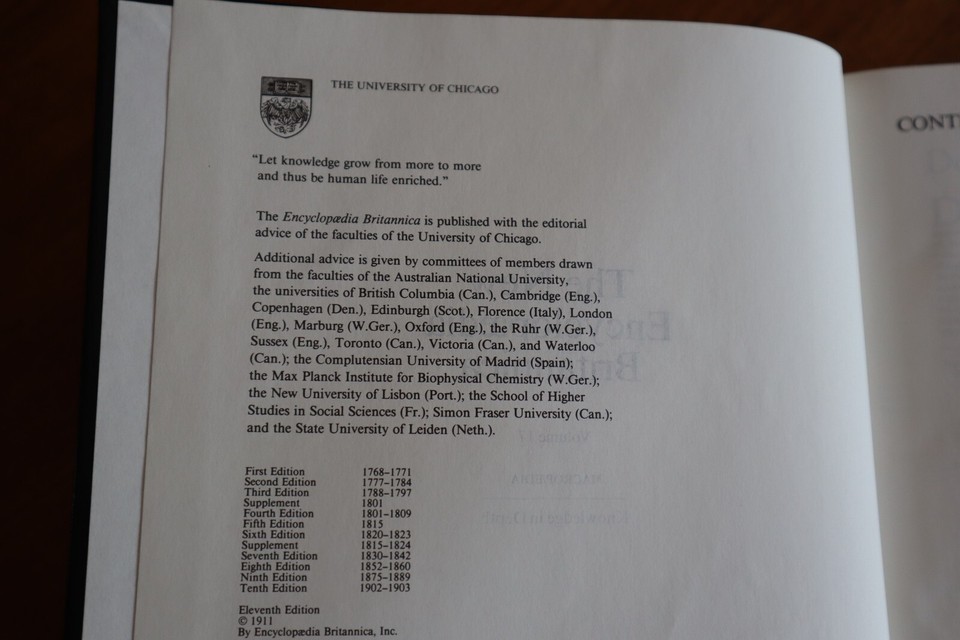 THE UNIVERSITY OF CHICAGO
"Let knowledge grow from more to more
and thus be human life enriched."
The Encyclopædia Britannica is published with the editorial
advice of the faculties of the University of Chicago.
Additional advice is given by committees of members drawn
from the faculties of the Australian National University,
the universities of British Columbia (Can.), Cambridge (Eng.),
Copenhagen (Den.), Edinburgh (Scot.), Florence (Italy), London
(Eng.), Marburg (W.Ger.), Oxford (Eng.), the Ruhr (W.Ger.),
Sussex (Eng.), Toronto (Can.), Victoria (Can.), and Waterloo
(Can.); the Complutensian University of Madrid (Spain);
the Max Planck Institute for Biophysical Chemistry (W.Ger.);
the New University of Lisbon (Port.); the School of Higher
Studies in Social Sciences (Fr.); Simon Fraser University (Can.);
and the State University of Leiden (Neth.).
First Edition 1768–1771
Second Edition 1777–1784
Third Edition 1788–1797
Supplement 1801
Fourth Edition 1801–1809
Fifth Edition 1815
Sixth Edition 1820–1823
Supplement 1815–1824
Seventh Edition 1830–1842
Eighth Edition 1852–1860
Ninth Edition 1875–1889
Tenth Edition 1902–1903
Eleventh Edition
© 1911
By Encyclopædia Britannica, Inc.
CONT